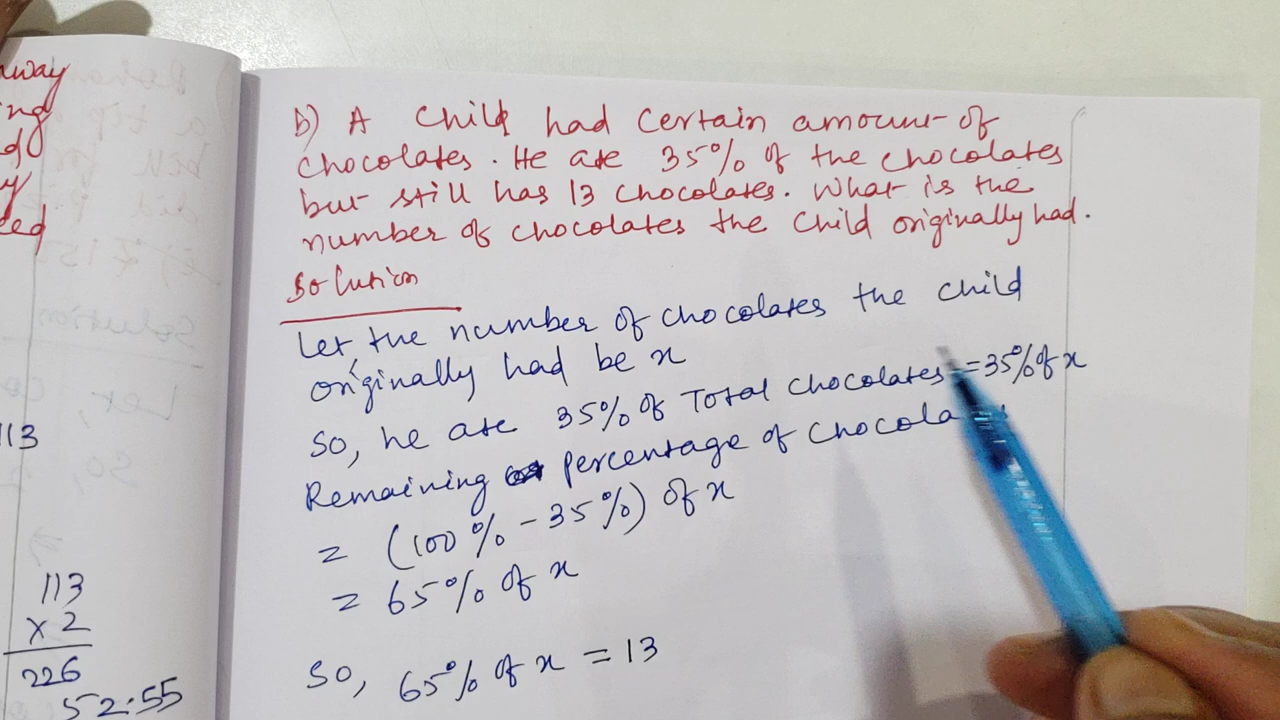 way
ing
d
y
eed
113
113
x 2
226
52.55
b) A child had certain amount of
chocolates. He ate 35% of the chocolates
but still has 13 chocolates. What is the
number of chocolates the child originally had.
Solution
Let, the number of chocolates the child
originally had be x
So, he ate 35% of Total chocolates = 35% of x
Remaining percentage of chocola
= (100% - 35%) of x
= 65% of x
So, 65% of x = 13